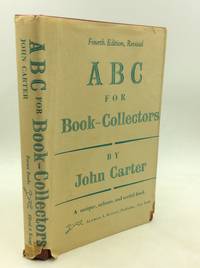 JOHN CARTER
ABC FOR Book-Collectors
Fourth Edition, Revised
ABC
FOR
Book-Collectors
BY
John Carter
A unique, urbane, and useful book